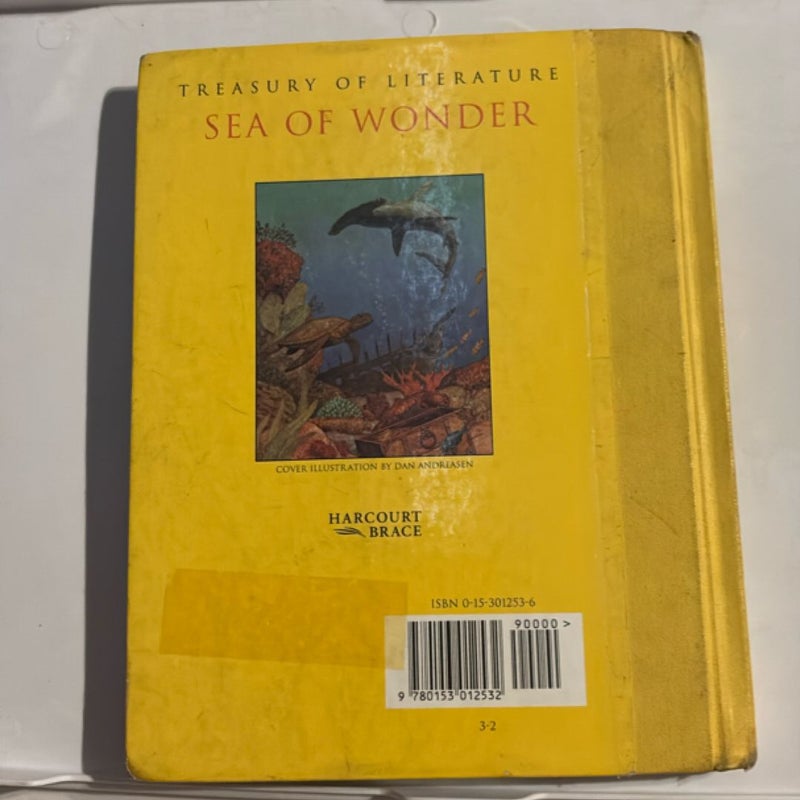 TREASURY OF LITERATURE
SEA OF WONDER
COVER ILLUSTRATION BY DAN ANDREASEN
HARCOURT
BRACE
ISBN 0-15-301253-6
90000 >
9 780153 012532
3-2